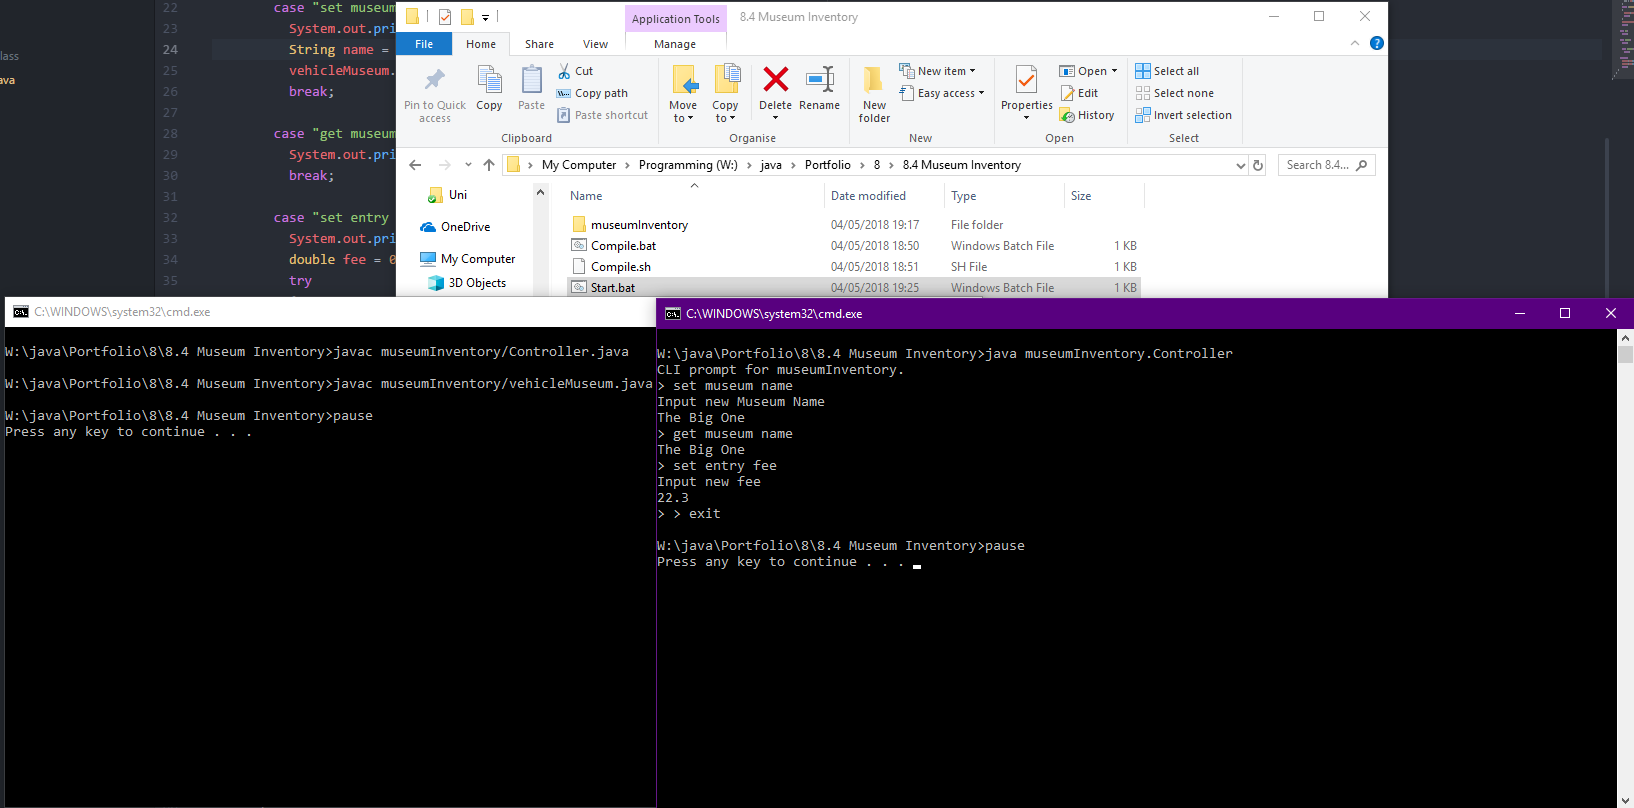 lass
ava
22 case "set museum
23 System.out.pri
24 String name =
25 vehicleMuseum.
26 break;
27
28 case "get museum
29 System.out.pri
30 break;
31
32 case "set entry
33 System.out.pri
34 double fee = 0
35 try
Application Tools 8.4 Museum Inventory
File Home Share View Manage
Pin to Quick access
Copy
Paste
Cut
Copy path
Paste shortcut
Clipboard
Move to
Copy to
Delete
Rename
Organise
New folder
New item
Easy access
New
Properties
Open
Edit
History
Open
Select all
Select none
Invert selection
Select
My Computer > Programming (W:) > java > Portfolio > 8 > 8.4 Museum Inventory
Search 8.4...
Uni
OneDrive
My Computer
3D Objects
Name Date modified Type Size
museumInventory 04/05/2018 19:17 File folder
Compile.bat 04/05/2018 18:50 Windows Batch File 1 KB
Compile.sh 04/05/2018 18:51 SH File 1 KB
Start.bat 04/05/2018 19:25 Windows Batch File 1 KB
C:\WINDOWS\system32\cmd.exe
W:\java\Portfolio\8\8.4 Museum Inventory>javac museumInventory/Controller.java
W:\java\Portfolio\8\8.4 Museum Inventory>javac museumInventory/vehicleMuseum.java
W:\java\Portfolio\8\8.4 Museum Inventory>pause
Press any key to continue . . .
C:\WINDOWS\system32\cmd.exe
W:\java\Portfolio\8\8.4 Museum Inventory>java museumInventory.Controller
CLI prompt for museumInventory.
> set museum name
Input new Museum Name
The Big One
> get museum name
The Big One
> set entry fee
Input new fee
22.3
> > exit
W:\java\Portfolio\8\8.4 Museum Inventory>pause
Press any key to continue . . .